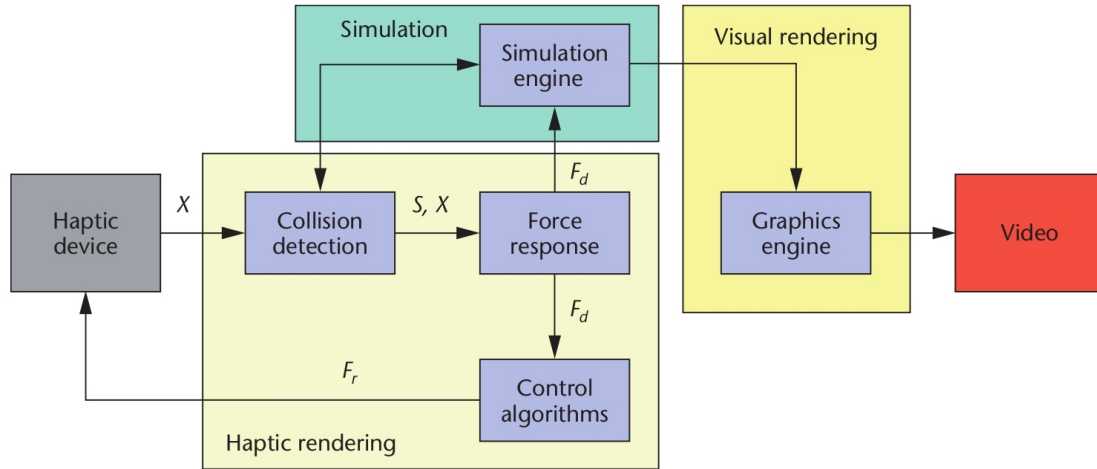 Simulation
Simulation
engine
Visual rendering
Haptic
device
X
Collision
detection
S, X
F_d
Force
response
Graphics
engine
Video
F_d
F_r
Control
algorithms
Haptic rendering